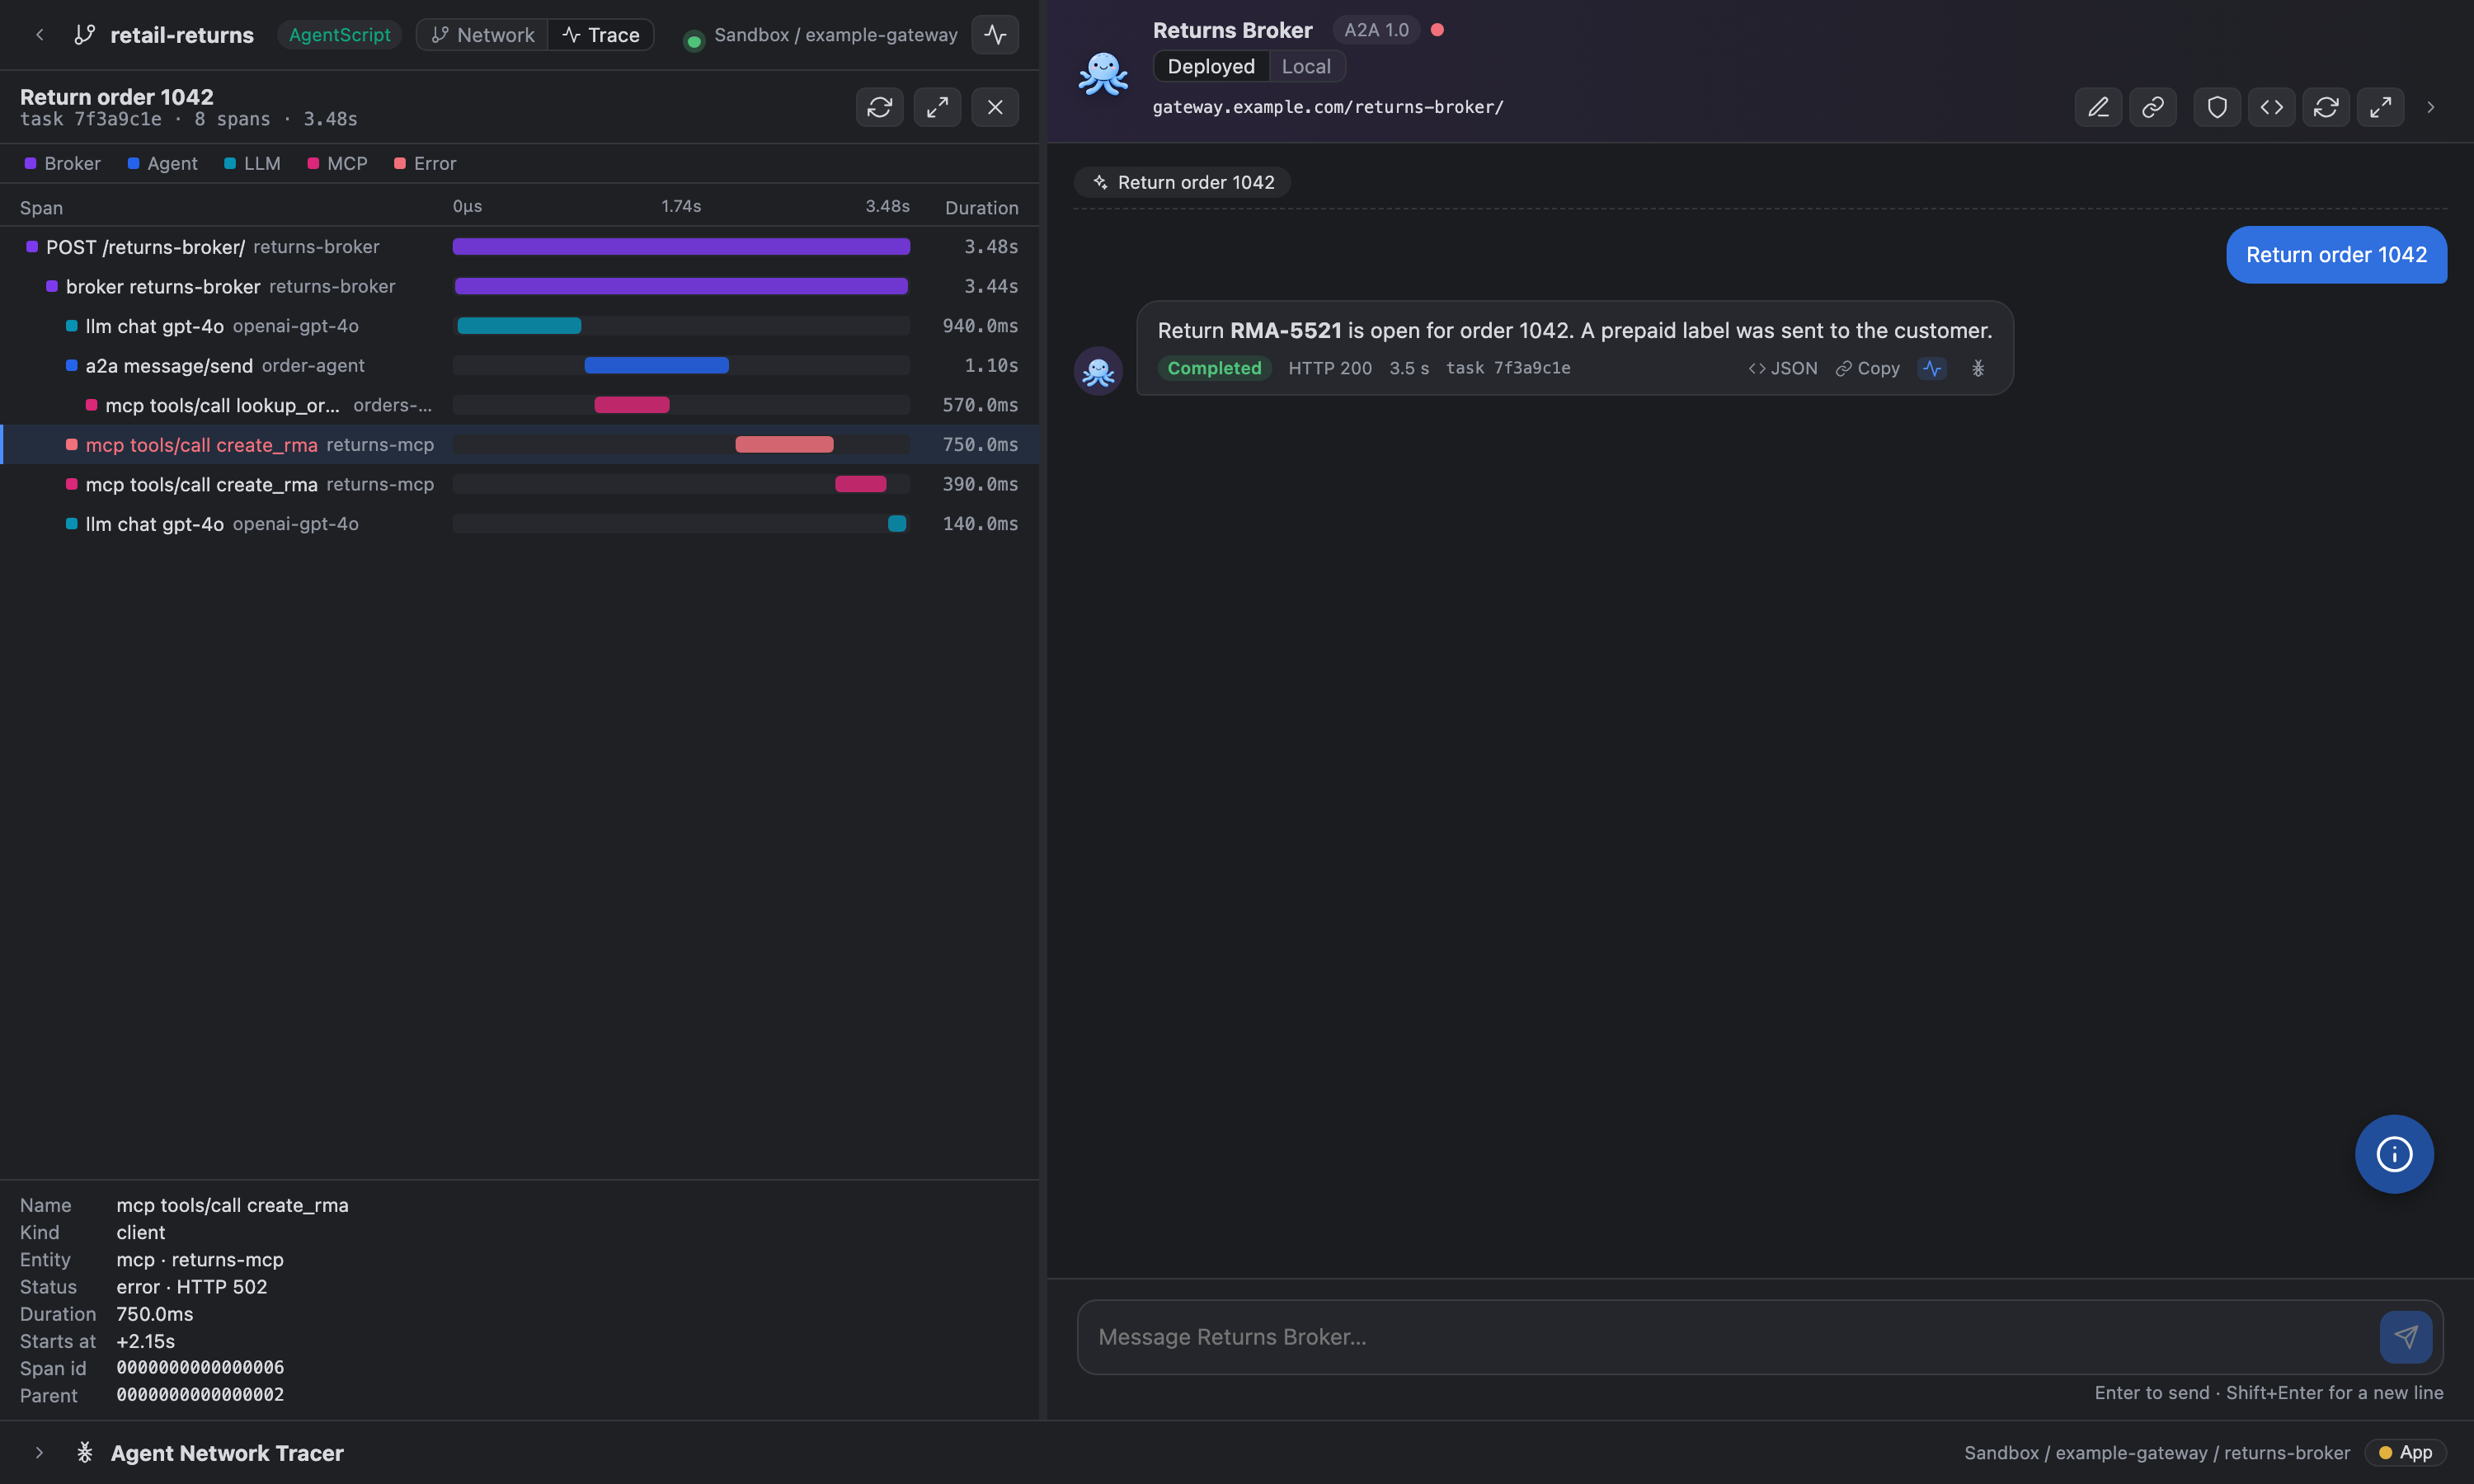 retail-returns AgentScript Network Trace Sandbox / example-gateway
Return order 1042
task 7f3a9c1e · 8 spans · 3.48s
Broker Agent LLM MCP Error
Span 0µs 1.74s 3.48s Duration
POST /returns-broker/ returns-broker 3.48s
broker returns-broker returns-broker 3.44s
llm chat gpt-4o openai-gpt-4o 940.0ms
a2a message/send order-agent 1.10s
mcp tools/call lookup_or... orders-... 570.0ms
mcp tools/call create_rma returns-mcp 750.0ms
mcp tools/call create_rma returns-mcp 390.0ms
llm chat gpt-4o openai-gpt-4o 140.0ms
Name mcp tools/call create_rma
Kind client
Entity mcp · returns-mcp
Status error · HTTP 502
Duration 750.0ms
Starts at +2.15s
Span id 0000000000000006
Parent 0000000000000002
Returns Broker A2A 1.0
Deployed Local
gateway.example.com/returns-broker/
Return order 1042
Return order 1042
Return RMA-5521 is open for order 1042. A prepaid label was sent to the customer.
Completed HTTP 200 3.5 s task 7f3a9c1e JSON Copy
Message Returns Broker...
Enter to send · Shift+Enter for a new line
Agent Network Tracer Sandbox / example-gateway / returns-broker App